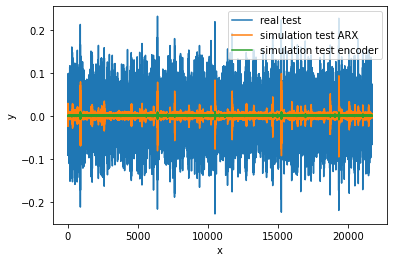 real test
simulation test ARX
simulation test encoder
0.2
0.1
0.0
−0.1
−0.2
y
0
5000
10000
15000
20000
x